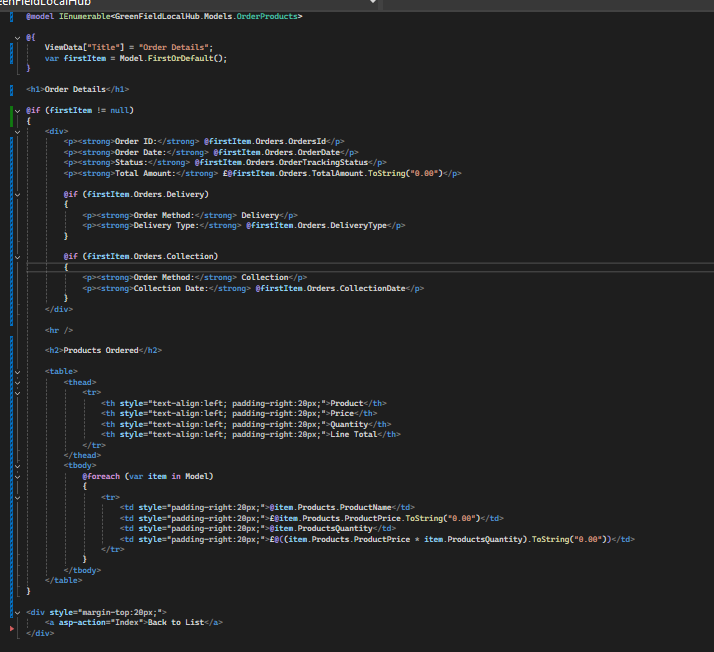 eenFieldLocalHub
@model IEnumerable<GreenFieldLocalHub.Models.OrderProducts>
@{
ViewData["Title"] = "Order Details";
var firstItem = Model.FirstOrDefault();
}
<h1>Order Details</h1>
@if (firstItem != null)
{
<div>
<p><strong>Order ID:</strong> @firstItem.Orders.OrdersId</p>
<p><strong>Order Date:</strong> @firstItem.Orders.OrderDate</p>
<p><strong>Status:</strong> @firstItem.Orders.OrderTrackingStatus</p>
<p><strong>Total Amount:</strong> £@firstItem.Orders.TotalAmount.ToString("0.00")</p>
@if (firstItem.Orders.Delivery)
{
<p><strong>Order Method:</strong> Delivery</p>
<p><strong>Delivery Type:</strong> @firstItem.Orders.DeliveryType</p>
}
@if (firstItem.Orders.Collection)
{
<p><strong>Order Method:</strong> Collection</p>
<p><strong>Collection Date:</strong> @firstItem.Orders.CollectionDate</p>
}
</div>
<hr />
<h2>Products Ordered</h2>
<table>
<thead>
<tr>
<th style="text-align:left; padding-right:20px;">Product</th>
<th style="text-align:left; padding-right:20px;">Price</th>
<th style="text-align:left; padding-right:20px;">Quantity</th>
<th style="text-align:left; padding-right:20px;">Line Total</th>
</tr>
</thead>
<tbody>
@foreach (var item in Model)
{
<tr>
<td style="padding-right:20px;">@item.Products.ProductName</td>
<td style="padding-right:20px;">£@item.Products.ProductPrice.ToString("0.00")</td>
<td style="padding-right:20px;">@item.ProductsQuantity</td>
<td style="padding-right:20px;">£@((item.Products.ProductPrice * item.ProductsQuantity).ToString("0.00"))</td>
</tr>
}
</tbody>
</table>
}
<div style="margin-top:20px;">
<a asp-action="Index">Back to List</a>
</div>